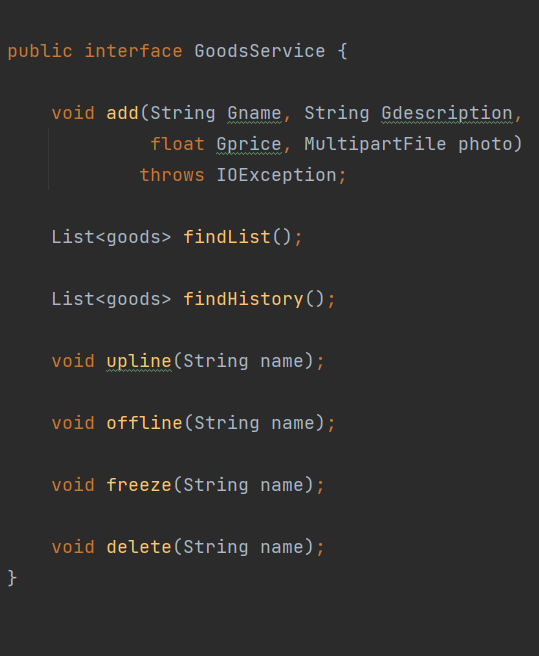 public interface GoodsService {
void add(String Gname, String Gdescription,
float Gprice, MultipartFile photo)
throws IOException;
List<goods> findList();
List<goods> findHistory();
void upline(String name);
void offline(String name);
void freeze(String name);
void delete(String name);
}